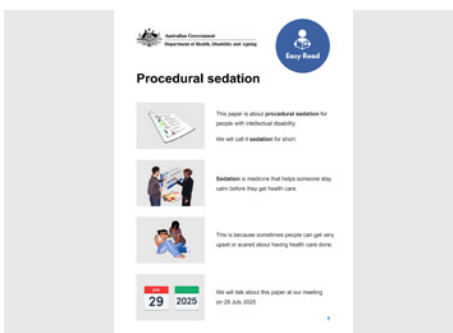 Australian Government
Department of Health, Disability and Ageing
Easy Read
Procedural sedation
This paper is about procedural sedation for
people with intellectual disability.
We will call it sedation for short.
Sedation is medicine that helps someone stay
calm before they get health care.
This is because sometimes people can get very
upset or scared about having health care done.
29
2025
We will talk about this paper at our meeting
on 29 July 2025.
1